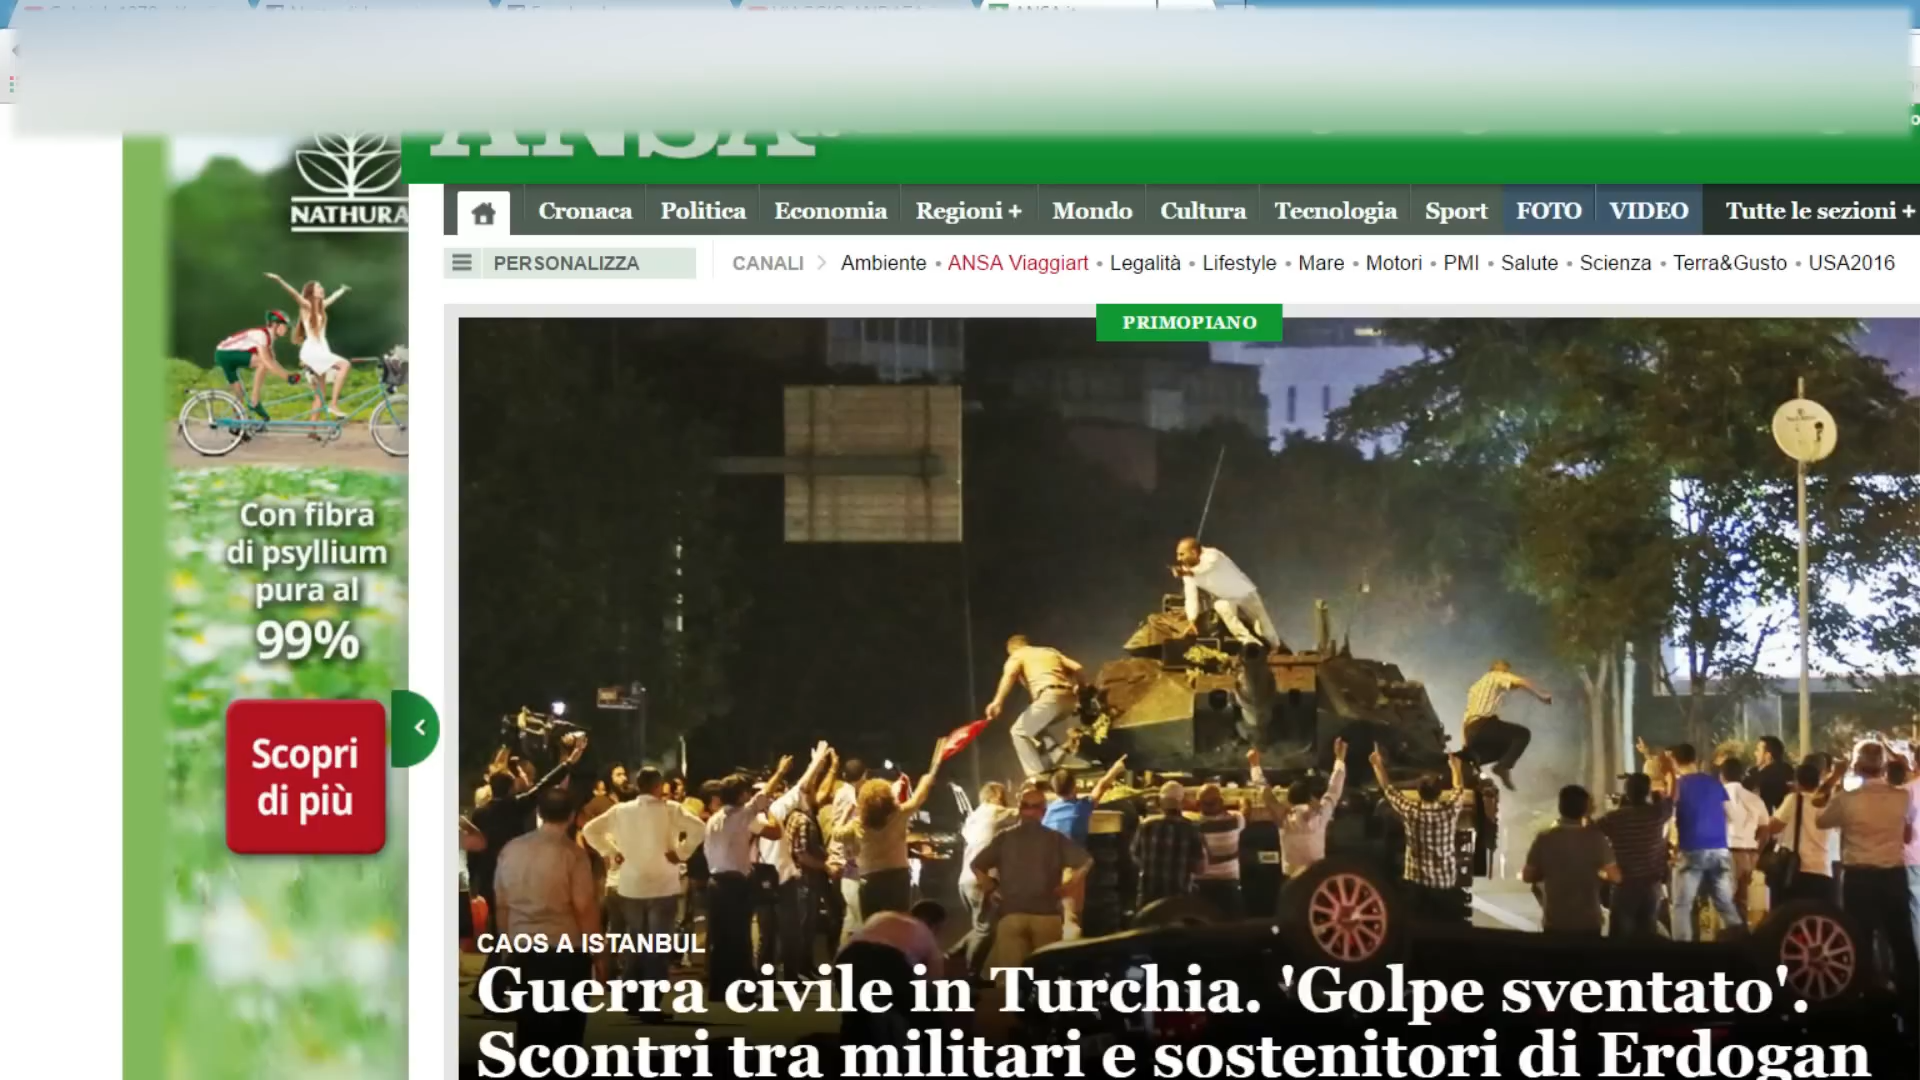 ANSA
NATHURA
Cronaca Politica Economia Regioni + Mondo Cultura Tecnologia Sport FOTO VIDEO Tutte le sezioni +
PERSONALIZZA CANALI Ambiente • ANSA Viaggiart • Legalità • Lifestyle • Mare • Motori • PMI • Salute • Scienza • Terra&Gusto • USA2016
PRIMOPIANO
Con fibra
di psyllium
pura al
99%
Scopri
di più
CAOS A ISTANBUL
Guerra civile in Turchia. 'Golpe sventato'.
Scontri tra militari e sostenitori di Erdogan